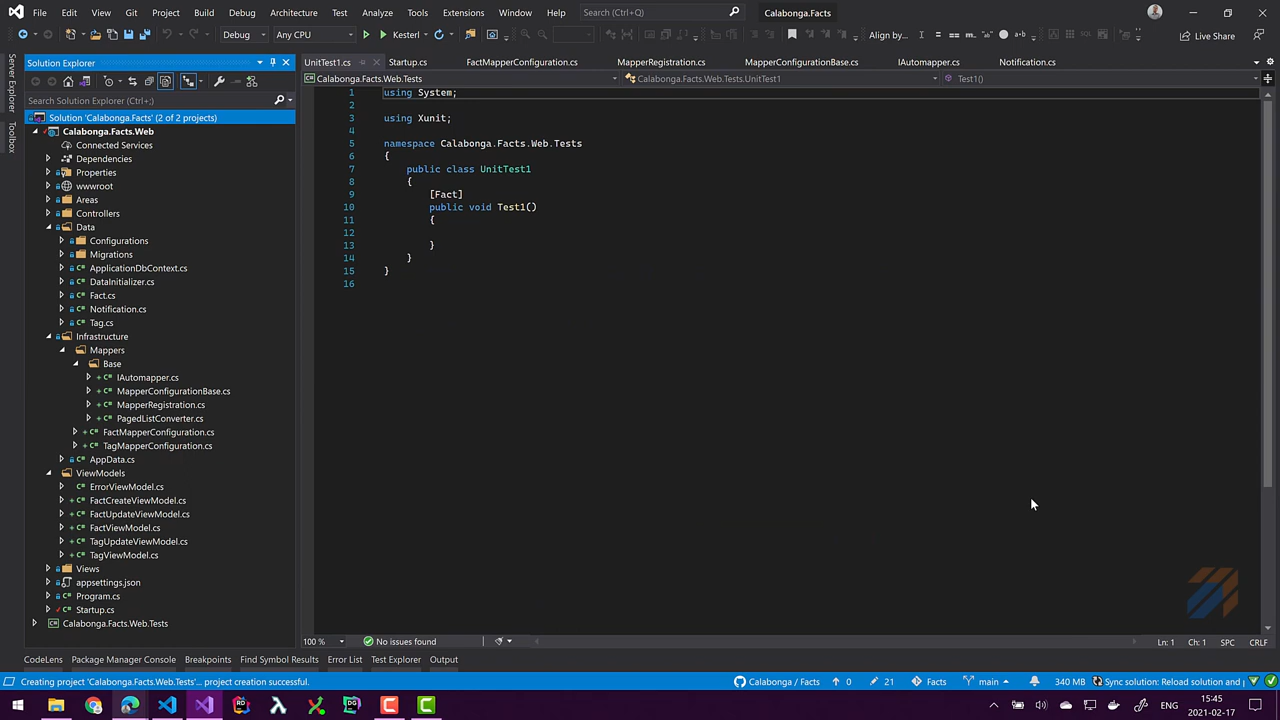 File Edit View Git Project Build Debug Architecture Test Analyze Tools Extensions Window Help Search (Ctrl+Q) Calabonga.Facts
Debug Any CPU Kesterl Align by... Live Share
Server Explorer
Toolbox
Solution Explorer
Search Solution Explorer (Ctrl+;)
Solution 'Calabonga.Facts' (2 of 2 projects)
Calabonga.Facts.Web
Connected Services
Dependencies
Properties
wwwroot
Areas
Controllers
Data
Configurations
Migrations
ApplicationDbContext.cs
DataInitializer.cs
Fact.cs
Notification.cs
Tag.cs
Infrastructure
Mappers
Base
IAutomapper.cs
MapperConfigurationBase.cs
MapperRegistration.cs
PagedListConverter.cs
FactMapperConfiguration.cs
TagMapperConfiguration.cs
AppData.cs
ViewModels
ErrorViewModel.cs
FactCreateViewModel.cs
FactUpdateViewModel.cs
FactViewModel.cs
TagUpdateViewModel.cs
TagViewModel.cs
Views
appsettings.json
Program.cs
Startup.cs
Calabonga.Facts.Web.Tests
UnitTest1.cs Startup.cs FactMapperConfiguration.cs MapperRegistration.cs MapperConfigurationBase.cs IAutomapper.cs Notification.cs
Calabonga.Facts.Web.Tests Calabonga.Facts.Web.Tests.UnitTest1 Test1()
1 using System;
2
3 using Xunit;
4
5 namespace Calabonga.Facts.Web.Tests
6 {
7 public class UnitTest1
8 {
9 [Fact]
10 public void Test1()
11 {
12
13 }
14 }
15 }
16
100 % No issues found Ln: 1 Ch: 1 SPC CRLF
CodeLens Package Manager Console Breakpoints Find Symbol Results Error List Test Explorer Output
Creating project 'Calabonga.Facts.Web.Tests'... project creation successful. Calabonga / Facts 0 21 Facts main 340 MB Sync solution: Reload solution and
ENG 15:45
2021-02-17